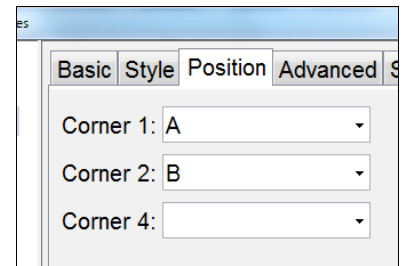 es
Basic Style Position Advanced S
Corner 1: A
Corner 2: B
Corner 4: